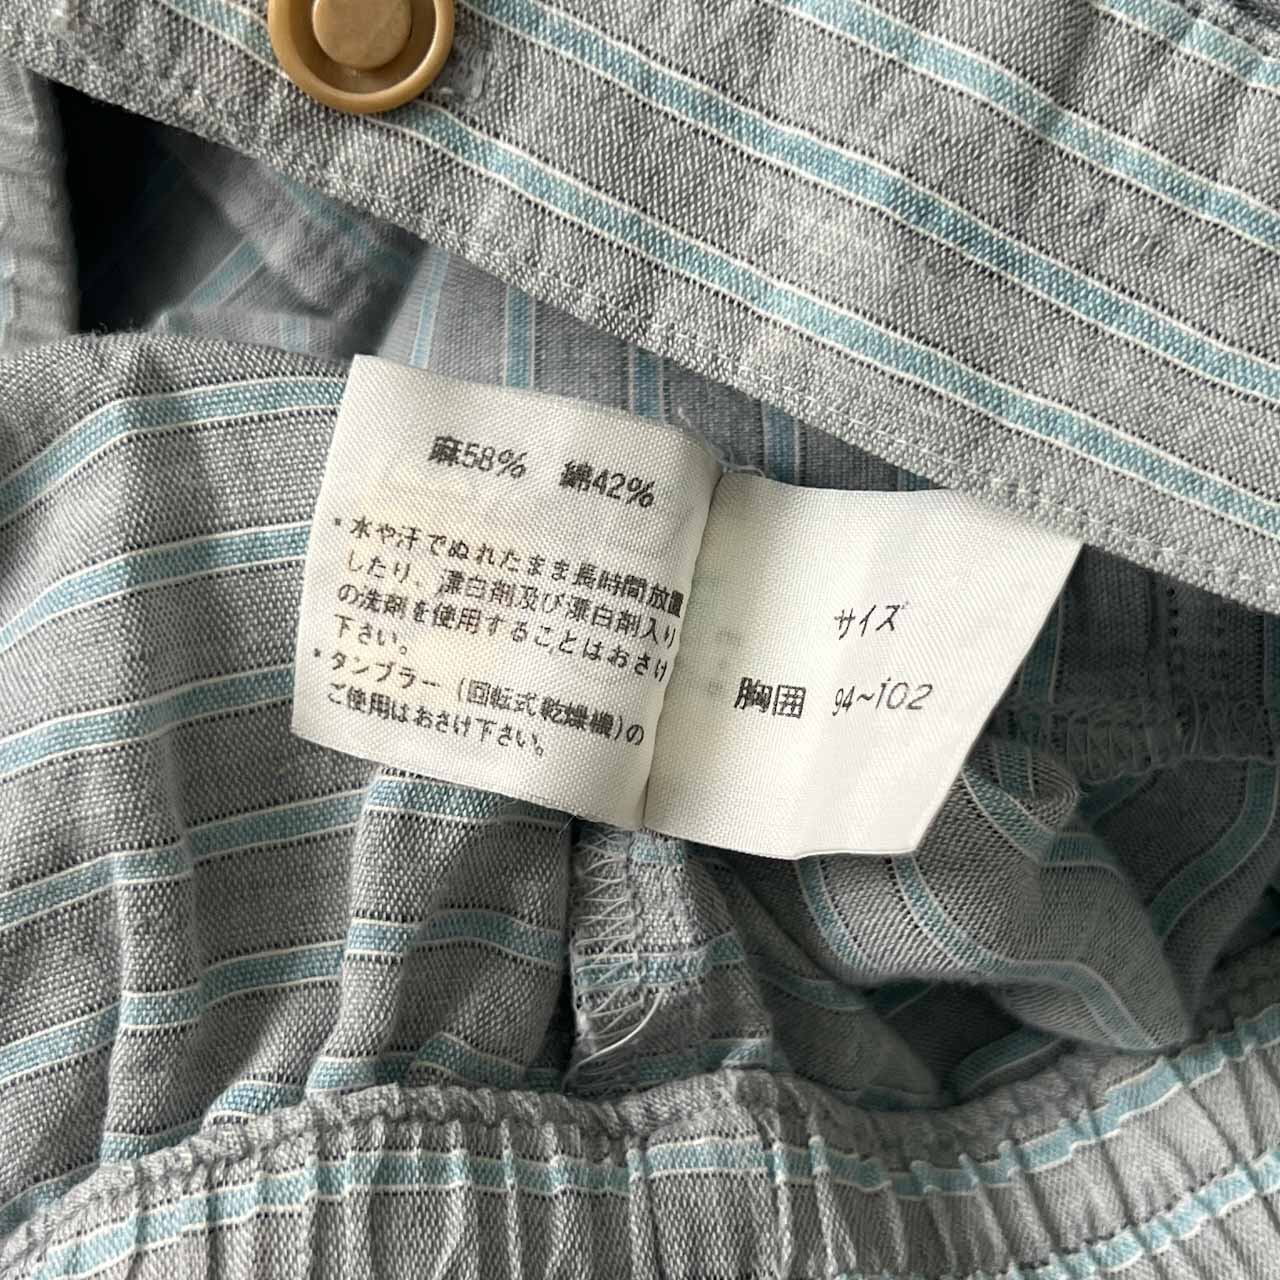 麻58% 綿42%
* 水や汗でぬれたまま長時間放置
したり、漂白剤及び漂白剤入り
の洗剤を使用することはおさけ
下さい。
* タンブラー (回転式乾燥機)の
ご使用はおさけ下さい。
サイズ
胸囲 94~102